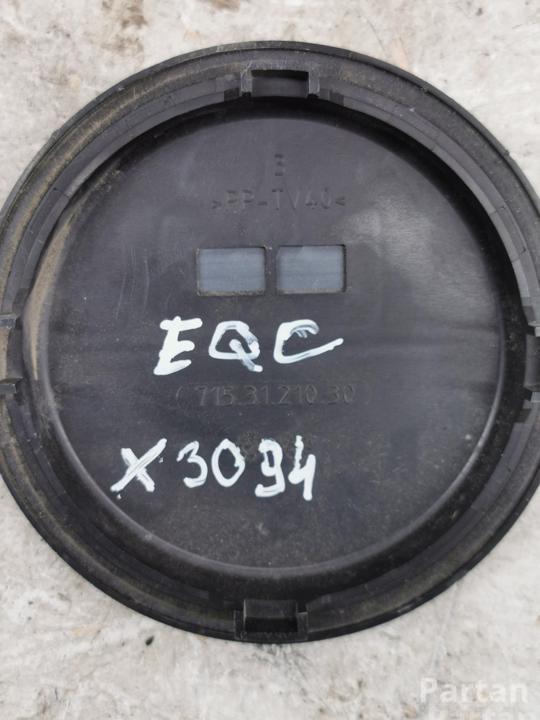 >PP-TV40<
EQC
(715.31.210.30)
X3094
Partan